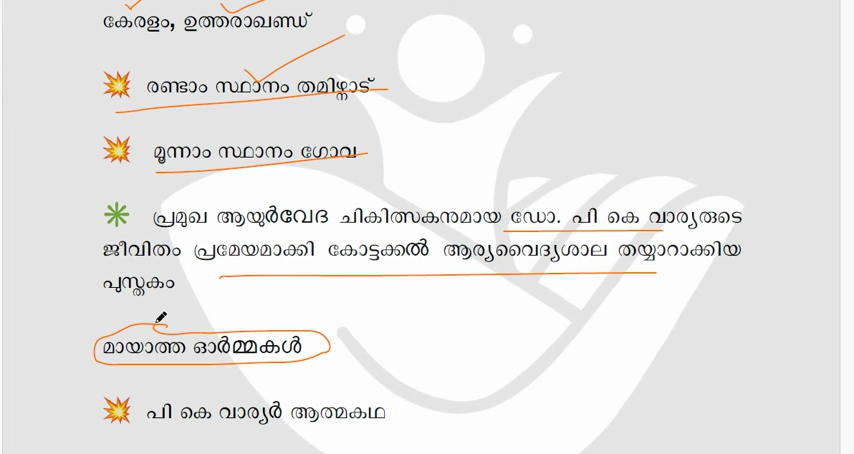 കേരളം, ഉത്തരാഖണ്ഡ്
രണ്ടാം സ്ഥാനം തമിഴ്നാട്
മൂന്നാം സ്ഥാനം ഗോവ
പ്രമുഖ ആയുർവേദ ചികിത്സകനുമായ ഡോ. പി കെ വാര്യരുടെ
ജീവിതം പ്രമേയമാക്കി കോട്ടക്കൽ ആര്യവൈദ്യശാല തയ്യാറാക്കിയ
പുസ്തകം
മായാത്ത ഓർമ്മകൾ
പി കെ വാര്യർ ആത്മകഥ